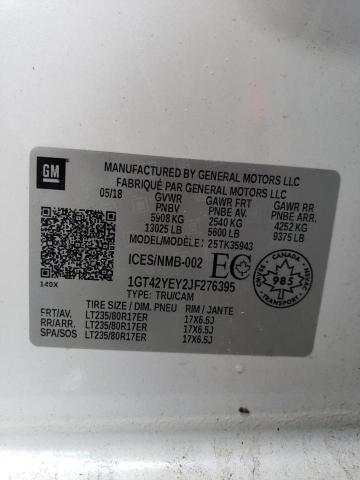 GM
MANUFACTURED BY GENERAL MOTORS LLC
FABRIQUÉ PAR GENERAL MOTORS LLC
05/18 GVWR GAWR FRT GAWR RR
PNBV PNBE AV. PNBE ARR.
5908 KG 2540 KG 4252 KG
13025 LB 5600 LB 9375 LB
MODEL/MODÈLE: 25TK35943
ICES/NMB-002 EC
149X 1GT42YEY2JF276395
TYPE: TRU/CAM
TIRE SIZE / DIM. PNEU RIM / JANTE
FRT/AV. LT235/80R17ER 17X6.5J
RR/ARR. LT235/80R17ER 17X6.5J
SPA/SOS LT235/80R17ER 17X6.5J
CANADA
985